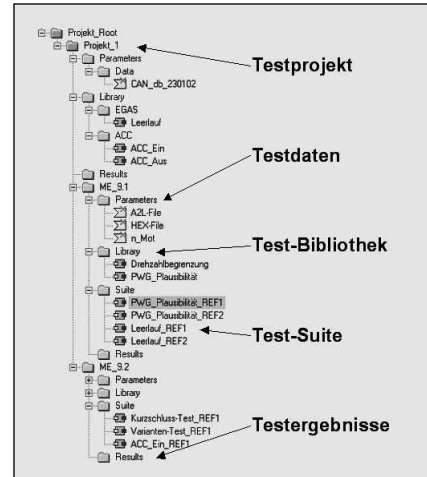 Projekt_Root
Projekt_1
Testprojekt
Parameters
Data
CAN_db_230102
Library
EGAS
Leerlauf
ACC
ACC_Ein
ACC_Aus
Testdaten
Results
ME_9.1
Parameters
A2L-File
HEX-File
n_Mot
Test-Bibliothek
Library
Drehzahlbegrenzung
PWG_Plausibilität
Suite
PWG_Plausibilität_REF1
PWG_Plausibilität_REF2
Leerlauf_REF1
Test-Suite
Leerlauf_REF2
Results
ME_9.2
Parameters
Library
Suite
Kurzschluss-Test_REF1
Testergebnisse
Varianten-Test_REF1
ACC_Ein_REF1
Results